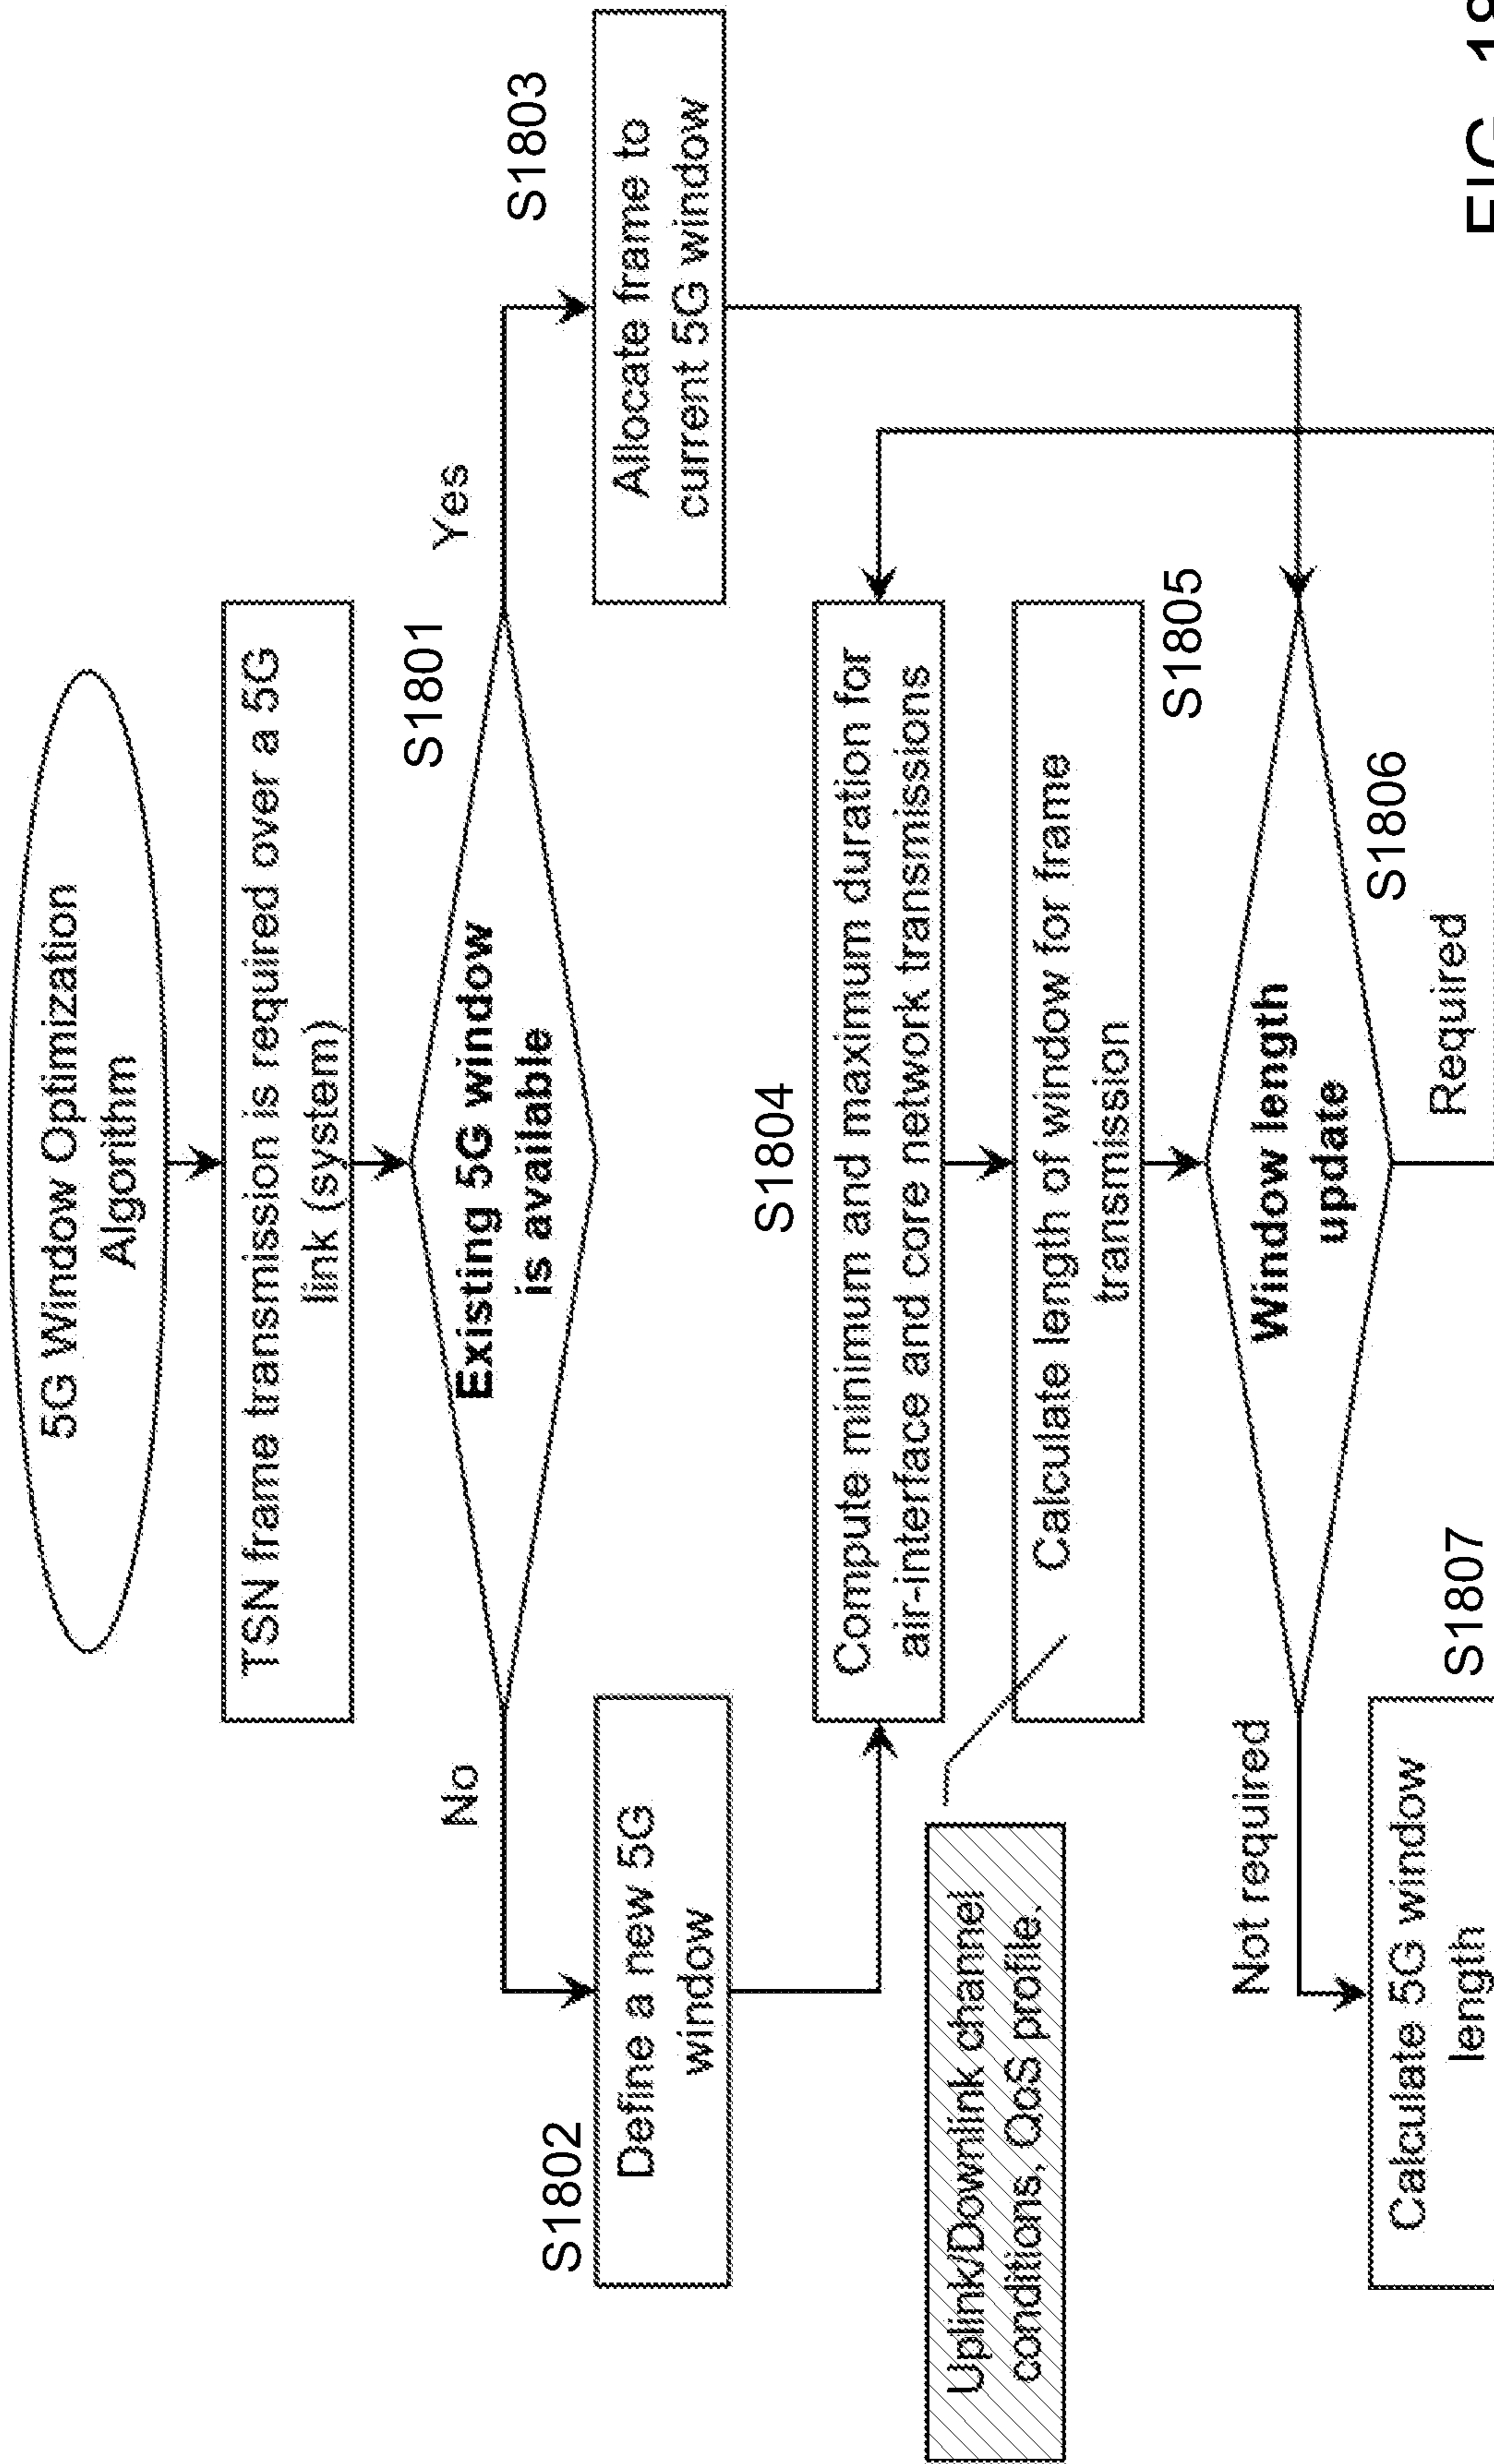 5G Window Optimization
Algorithm
TSN frame transmission is required over a 5G
link (system)
S1801
Existing 5G window
is available
No
Yes
S1802
Define a new 5G
window
S1803
Allocate frame to
current 5G window
S1804
Compute minimum and maximum duration for
air-interface and core network transmissions
Uplink/Downlink channel
conditions, QoS profile.
Calculate length of window for frame
transmission
S1805
Window length
update
Not required
S1806
Required
S1807
Calculate 5G window
length
FIG. 18